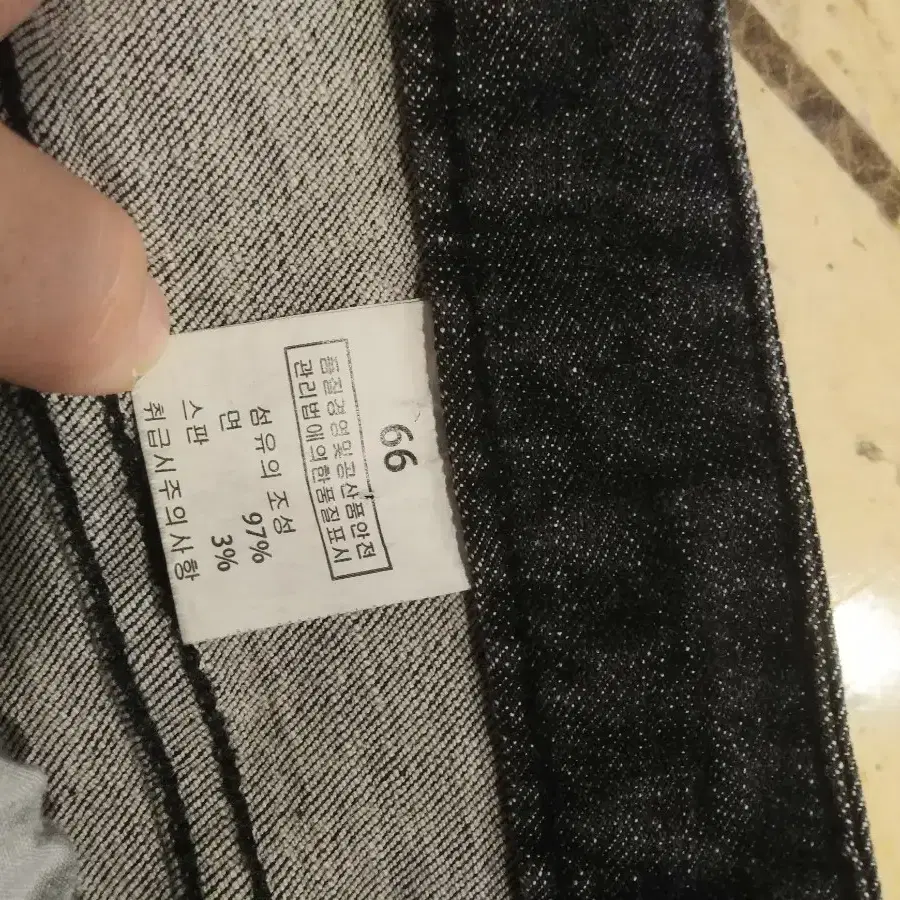 66
품질경영및공산품안전
관리법에의한품질표시
섬유의 조성
면 97%
스판 3%
취급시주의사항